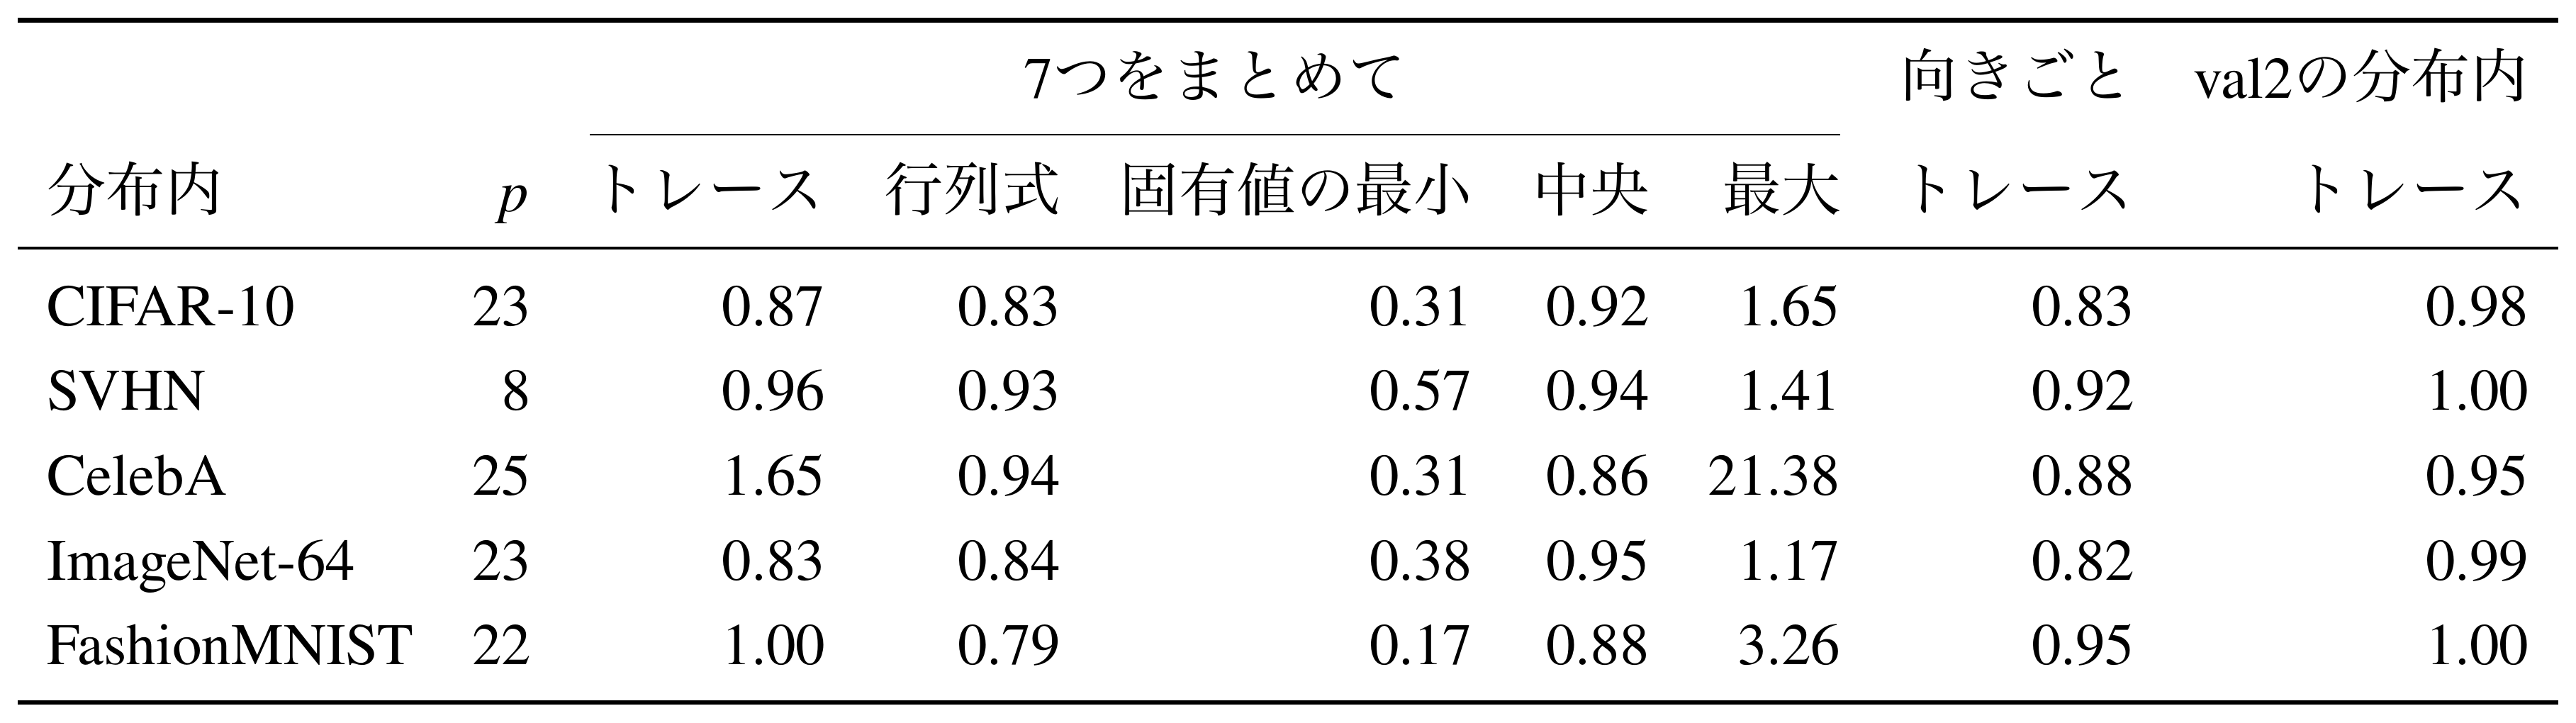 7つをまとめて 向きごと val2の分布内
分布内 p トレース 行列式 固有値の最小 中央 最大 トレース トレース
CIFAR-10 23 0.87 0.83 0.31 0.92 1.65 0.83 0.98
SVHN 8 0.96 0.93 0.57 0.94 1.41 0.92 1.00
CelebA 25 1.65 0.94 0.31 0.86 21.38 0.88 0.95
ImageNet-64 23 0.83 0.84 0.38 0.95 1.17 0.82 0.99
FashionMNIST 22 1.00 0.79 0.17 0.88 3.26 0.95 1.00